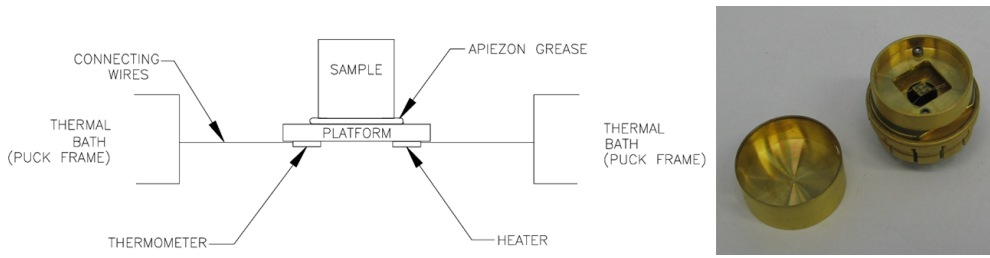 CONNECTING
WIRES
SAMPLE
APIEZON GREASE
THERMAL
BATH
(PUCK FRAME)
PLATFORM
THERMAL
BATH
(PUCK FRAME)
THERMOMETER
HEATER